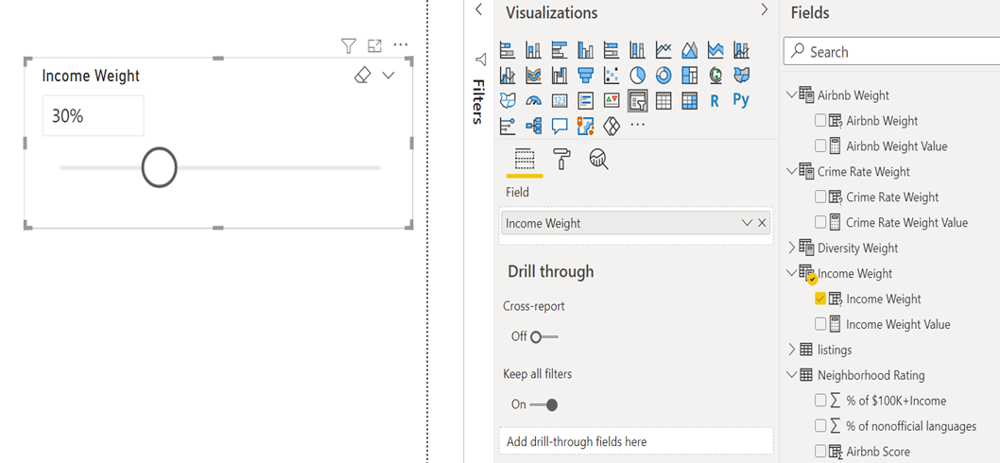 Income Weight
30%
Filters
Visualizations
123
R
Py
Field
Income Weight
Drill through
Cross-report
Off
Keep all filters
On
Add drill-through fields here
Fields
Search
Airbnb Weight
Airbnb Weight
Airbnb Weight Value
Crime Rate Weight
Crime Rate Weight
Crime Rate Weight Value
Diversity Weight
Income Weight
Income Weight
Income Weight Value
listings
Neighborhood Rating
∑ % of $100K+Income
∑ % of nonofficial languages
Airbnb Score